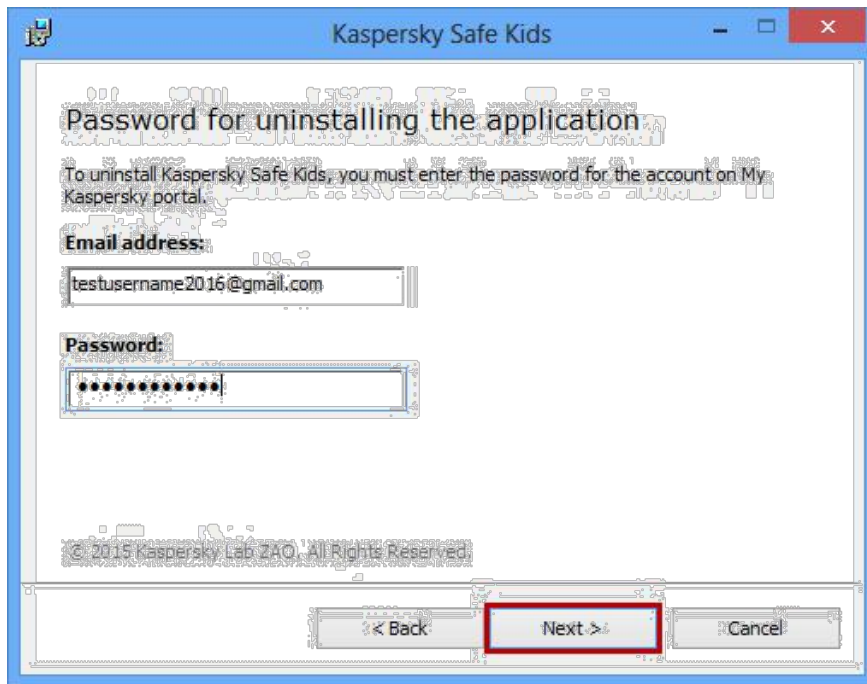 Kaspersky Safe Kids
Password for uninstalling the application
To uninstall Kaspersky Safe Kids, you must enter the password for the account on My
Kaspersky portal.
Email address:
testusername2016@gmail.com
Password:
●●●●●●●●●●●●
© 2015 Kaspersky Lab ZAO. All Rights Reserved.
< Back
Next >
Cancel